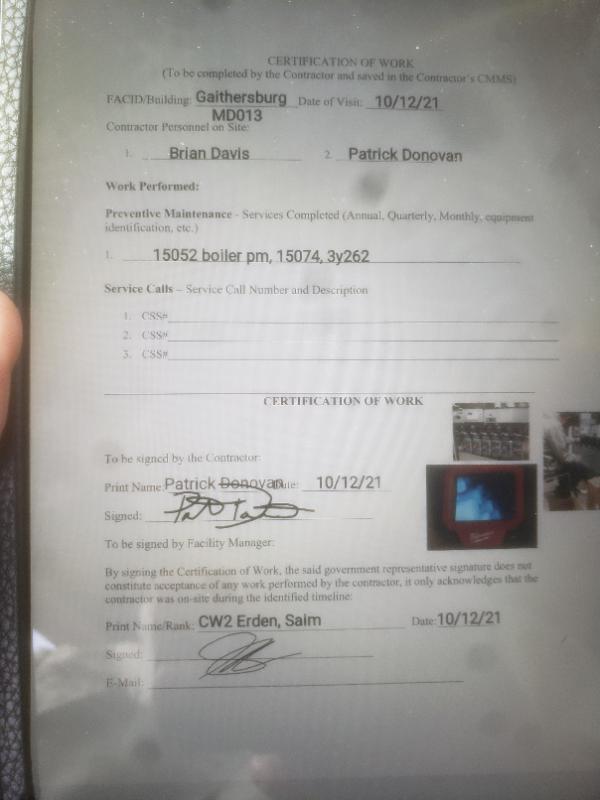 CERTIFICATION OF WORK
(To be completed by the Contractor and saved in the Contractor's CMMS)
FACID/Building: Gaithersburg Date of Visit: 10/12/21
MD013
Contractor Personnel on Site:
1. Brian Davis 2. Patrick Donovan
Work Performed:
Preventive Maintenance - Services Completed (Annual, Quarterly, Monthly, equipment
identification, etc.)
1. 15052 boiler pm, 15074, 3y262
Service Calls – Service Call Number and Description
1. CSS#
2. CSS#
3. CSS#
CERTIFICATION OF WORK
To be signed by the Contractor:
Print Name: Patrick Donovan Date: 10/12/21
Signed:
To be signed by Facility Manager:
By signing the Certification of Work, the said government representative signature does not
constitute acceptance of any work performed by the contractor, it only acknowledges that the
contractor was on-site during the identified timeline:
Print Name/Rank: CW2 Erden, Saim Date: 10/12/21
Signed:
E-Mail:
Milwaukee